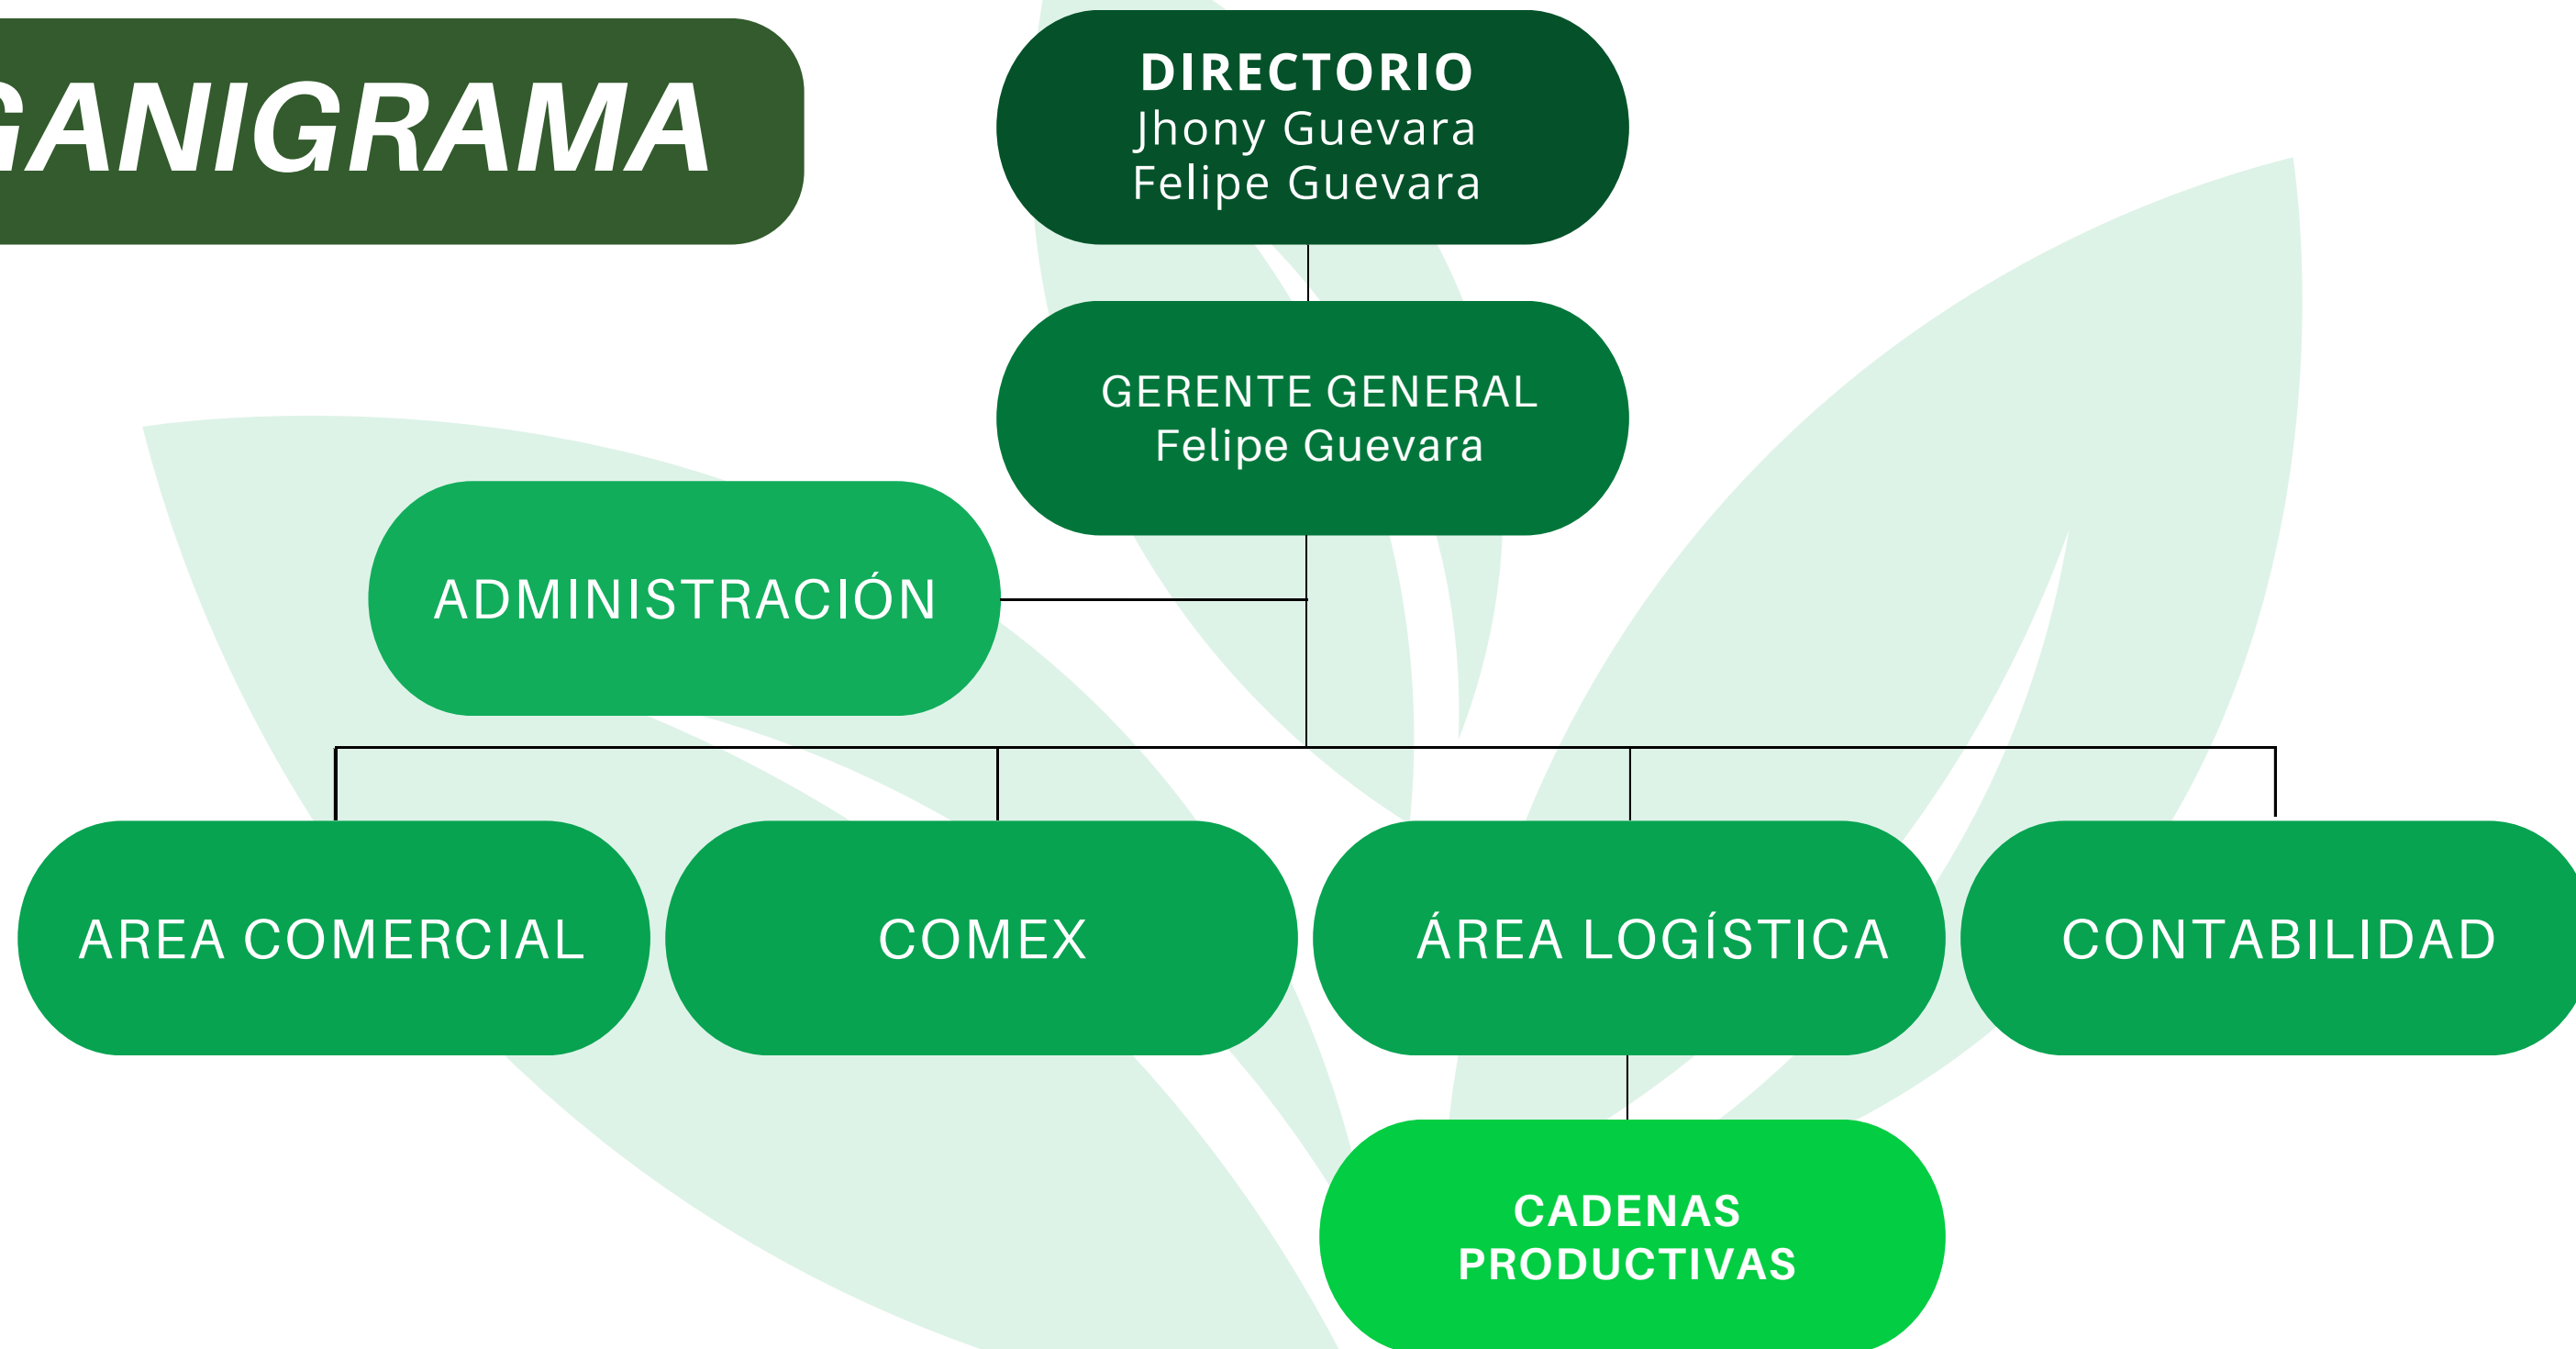 GANIGRAMA
DIRECTORIO
Jhony Guevara
Felipe Guevara
GERENTE GENERAL
Felipe Guevara
ADMINISTRACIÓN
AREA COMERCIAL
COMEX
ÁREA LOGÍSTICA
CONTABILIDAD
CADENAS
PRODUCTIVAS